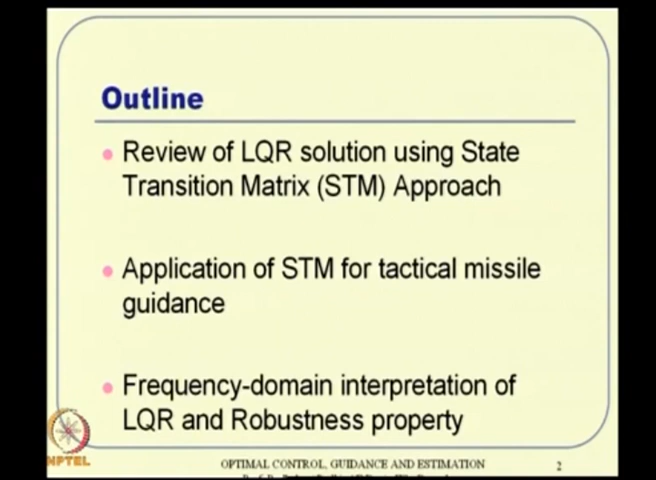 Outline
Review of LQR solution using State
Transition Matrix (STM) Approach
Application of STM for tactical missile
guidance
Frequency-domain interpretation of
LQR and Robustness property
NPTEL
OPTIMAL CONTROL, GUIDANCE AND ESTIMATION
2